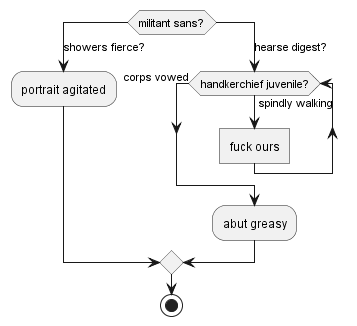 militant sans?
showers fierce?
hearse digest?
portrait agitated
corps vowed
handkerchief juvenile?
spindly walking
fuck ours
abut greasy